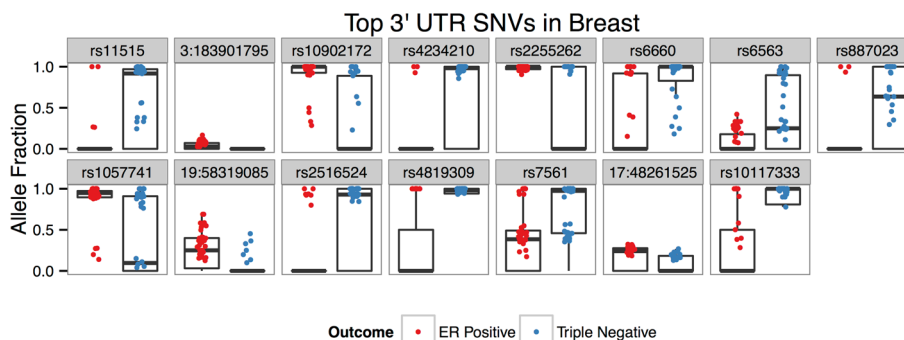 Top 3' UTR SNVs in Breast
rs11515 3:183901795 rs10902172 rs4234210 rs2255262 rs6660 rs6563 rs887023
1.0
0.5
0.0
rs1057741 19:58319085 rs2516524 rs4819309 rs7561 17:48261525 rs10117333
1.0
0.5
0.0
Allele Fraction
Outcome ER Positive Triple Negative